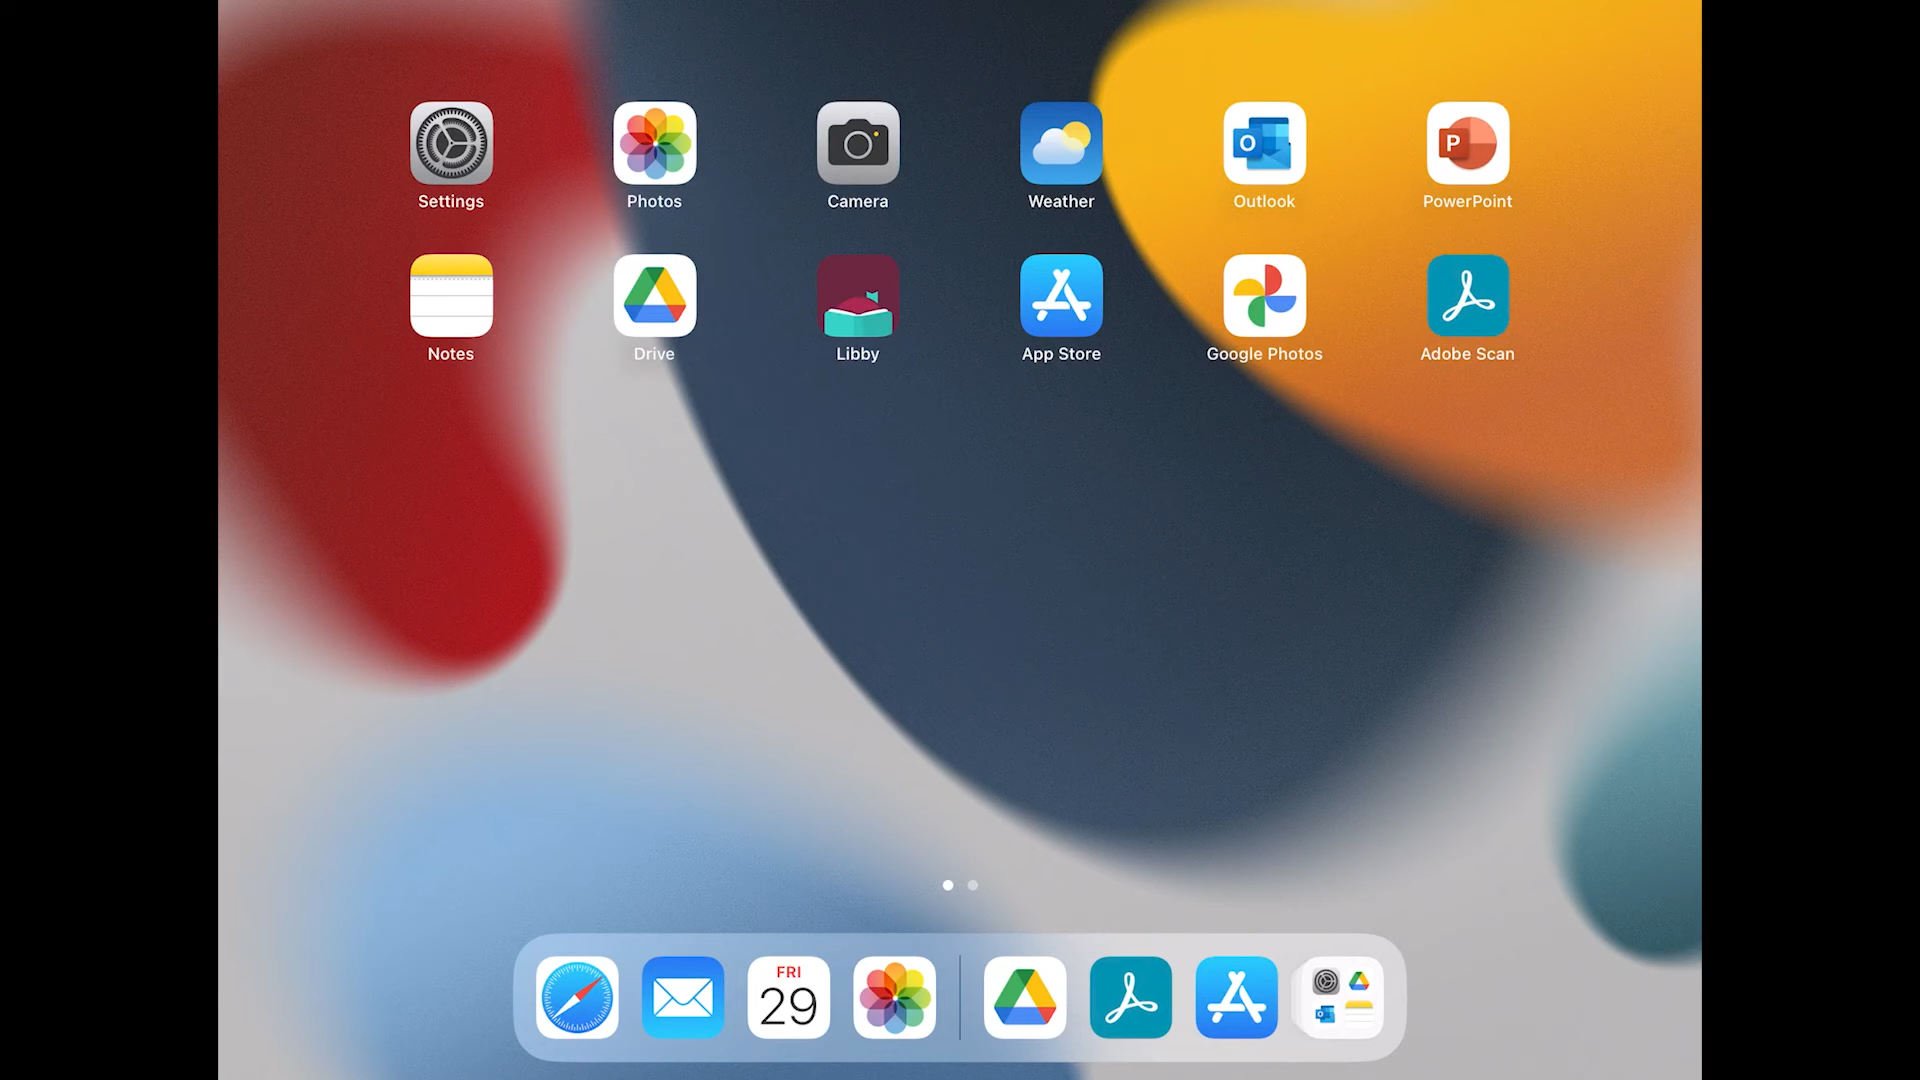 Settings
Photos
Camera
Weather
Outlook
PowerPoint
Notes
Drive
Libby
App Store
Google Photos
Adobe Scan
FRI
29